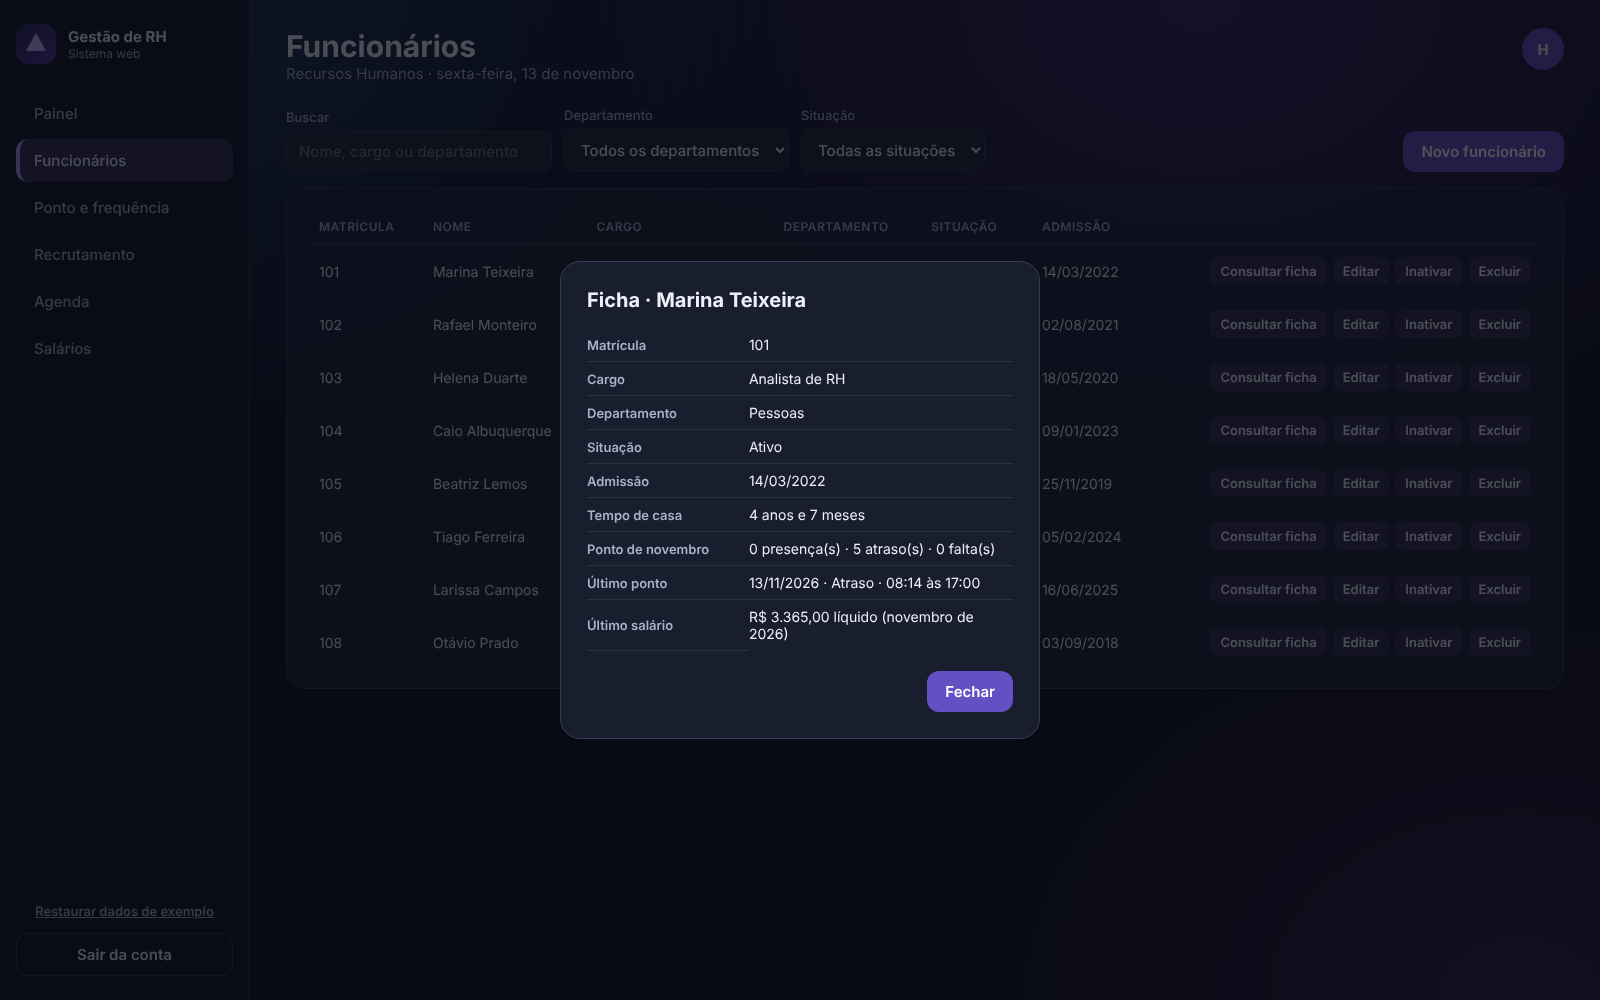 Gestão de RH
Sistema web
Painel
Funcionários
Ponto e frequência
Recrutamento
Agenda
Salários
Restaurar dados de exemplo
Sair da conta
Funcionários
Recursos Humanos · sexta-feira, 13 de novembro
H
Buscar
Nome, cargo ou departamento
Departamento
Todos os departamentos
Situação
Todas as situações
Novo funcionário
MATRÍCULA NOME CARGO DEPARTAMENTO SITUAÇÃO ADMISSÃO
101 Marina Teixeira 14/03/2022 Consultar ficha Editar Inativar Excluir
102 Rafael Monteiro 02/08/2021 Consultar ficha Editar Inativar Excluir
103 Helena Duarte 18/05/2020 Consultar ficha Editar Inativar Excluir
104 Caio Albuquerque 09/01/2023 Consultar ficha Editar Inativar Excluir
105 Beatriz Lemos 25/11/2019 Consultar ficha Editar Inativar Excluir
106 Tiago Ferreira 05/02/2024 Consultar ficha Editar Inativar Excluir
107 Larissa Campos 16/06/2025 Consultar ficha Editar Inativar Excluir
108 Otávio Prado 03/09/2018 Consultar ficha Editar Inativar Excluir
Ficha · Marina Teixeira
Matrícula 101
Cargo Analista de RH
Departamento Pessoas
Situação Ativo
Admissão 14/03/2022
Tempo de casa 4 anos e 7 meses
Ponto de novembro 0 presença(s) · 5 atraso(s) · 0 falta(s)
Último ponto 13/11/2026 · Atraso · 08:14 às 17:00
Último salário R$ 3.365,00 líquido (novembro de
2026)
Fechar